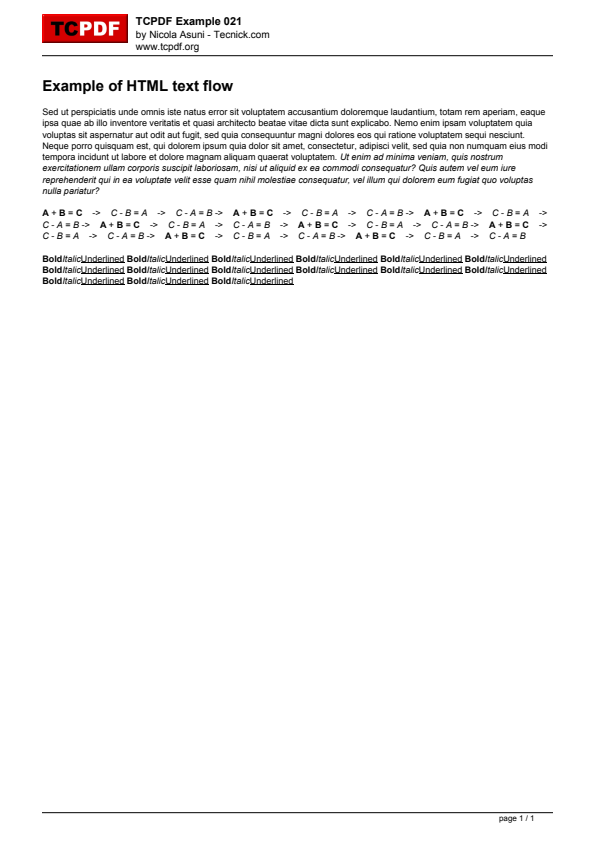 TCPDF
TCPDF Example 021
by Nicola Asuni - Tecnick.com
www.tcpdf.org
Example of HTML text flow
Sed ut perspiciatis unde omnis iste natus error sit voluptatem accusantium doloremque laudantium, totam rem aperiam, eaque
ipsa quae ab illo inventore veritatis et quasi architecto beatae vitae dicta sunt explicabo. Nemo enim ipsam voluptatem quia
voluptas sit aspernatur aut odit aut fugit, sed quia consequuntur magni dolores eos qui ratione voluptatem sequi nesciunt.
Neque porro quisquam est, qui dolorem ipsum quia dolor sit amet, consectetur, adipisci velit, sed quia non numquam eius modi
tempora incidunt ut labore et dolore magnam aliquam quaerat voluptatem. Ut enim ad minima veniam, quis nostrum
exercitationem ullam corporis suscipit laboriosam, nisi ut aliquid ex ea commodi consequatur? Quis autem vel eum iure
reprehenderit qui in ea voluptate velit esse quam nihil molestiae consequatur, vel illum qui dolorem eum fugiat quo voluptas
nulla pariatur?
A + B = C -> C - B = A -> C - A = B -> A + B = C -> C - B = A -> C - A = B -> A + B = C -> C - B = A ->
C - A = B -> A + B = C -> C - B = A -> C - A = B -> A + B = C -> C - B = A -> C - A = B -> A + B = C ->
C - B = A -> C - A = B -> A + B = C -> C - B = A -> C - A = B -> A + B = C -> C - B = A -> C - A = B
BoldItalicUnderlined BoldItalicUnderlined BoldItalicUnderlined BoldItalicUnderlined BoldItalicUnderlined BoldItalicUnderlined
BoldItalicUnderlined BoldItalicUnderlined BoldItalicUnderlined BoldItalicUnderlined BoldItalicUnderlined BoldItalicUnderlined
BoldItalicUnderlined BoldItalicUnderlined BoldItalicUnderlined
page 1 / 1